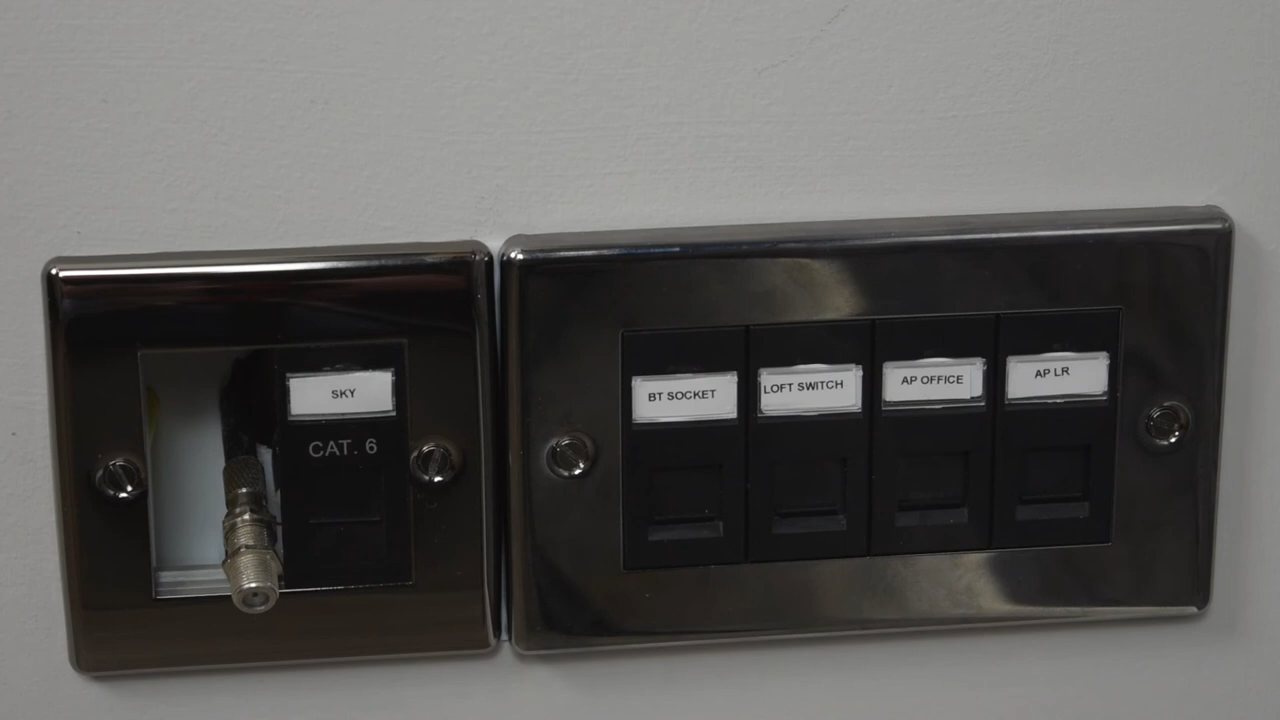 SKY
CAT. 6
BT SOCKET
LOFT SWITCH
AP OFFICE
AP LR